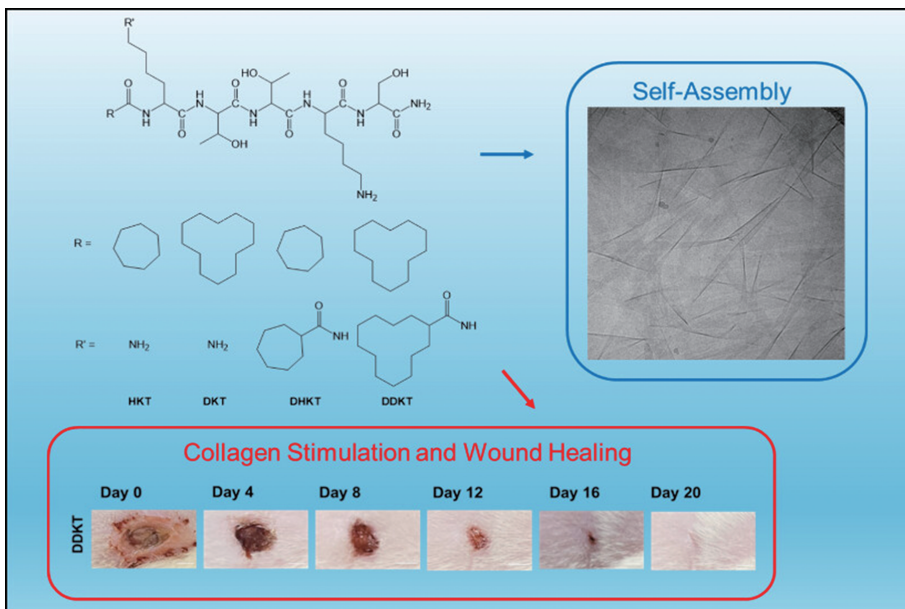 R'
O
HO
O
OH
R
N
H
O
H
N
O
N
H
O
H
N
O
NH₂
OH
NH₂
R =
O
NH
O
NH
R' =
NH₂
NH₂
HKT
DKT
DHKT
DDKT
Self-Assembly
Collagen Stimulation and Wound Healing
Day 0 Day 4 Day 8 Day 12 Day 16 Day 20
DDKT